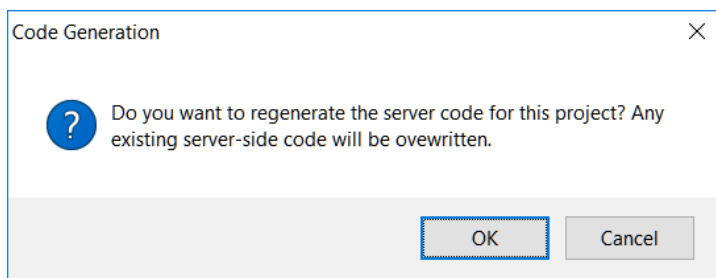 Code Generation
Do you want to regenerate the server code for this project? Any
existing server-side code will be ovewritten.
OK
Cancel